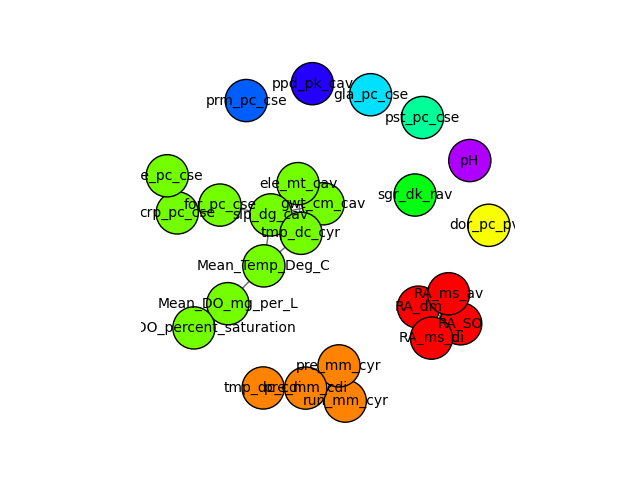 ppd_pk_cav
prm_pc_cse
gla_pc_cse
pst_pc_cse
pH
e_pc_cse
ele_mt_cav
sgr_dk_rav
for_pc_cse
gwt_cm_cav
crp_pc_cse
slp_dg_cav
dor_pc_pv
tmp_dc_cyr
Mean_Temp_Deg_C
RA_ms_av
Mean_DO_mg_per_L
RA_dm
RA_SO
DO_percent_saturation
RA_ms_di
pre_mm_cyr
pre_mm_cdi
run_mm_cyr